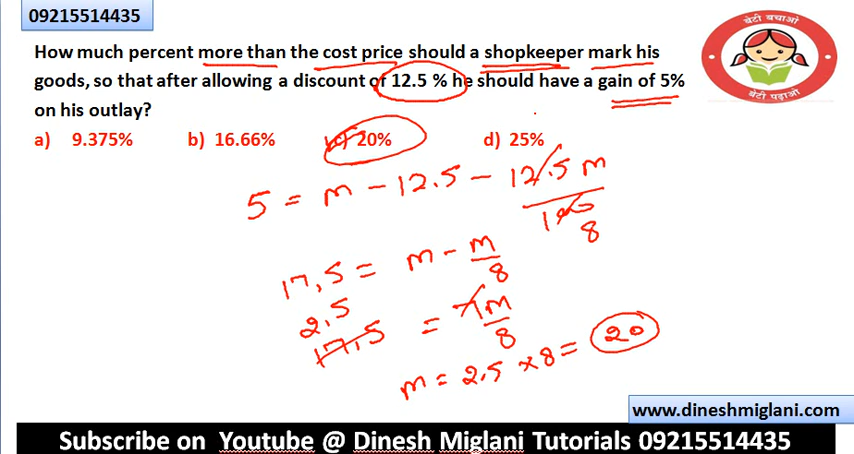 09215514435
बेटी बचाओ
How much percent more than the cost price should a shopkeeper mark his
goods, so that after allowing a discount of 12.5 % he should have a gain of 5%
on his outlay?
बेटी पढ़ाओ
a) 9.375% b) 16.66% c) 20% d) 25%
5 = m - 12.5 - 12.5 m / 100
8
17.5 = m - m/8
2.5
17.5 = 7m/8
m = 2.5 × 8 = 20
www.dineshmiglani.com
Subscribe on Youtube @ Dinesh Miglani Tutorials 09215514435